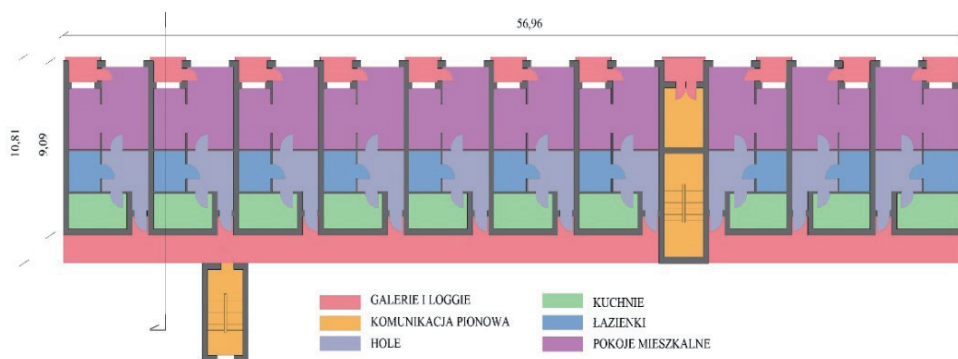 56,96
10,81
9,09
GALERIE I LOGGIE
KOMUNIKACJA PIONOWA
HOLE
KUCHNIE
ŁAZIENKI
POKOJE MIESZKALNE